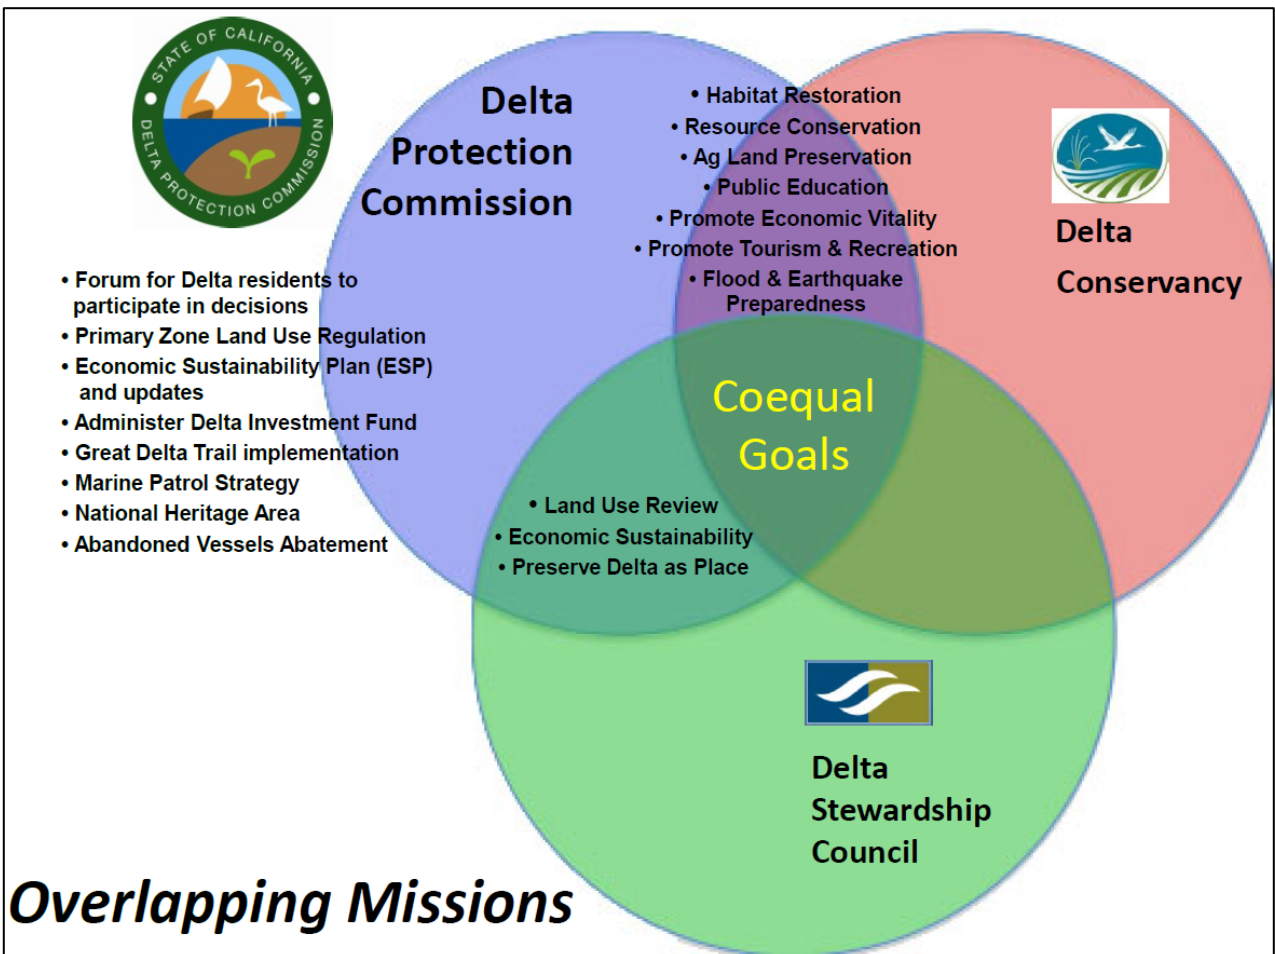 STATE OF CALIFORNIA
DELTA PROTECTION COMMISSION
Delta
Protection
Commission
• Habitat Restoration
• Resource Conservation
• Ag Land Preservation
• Public Education
• Promote Economic Vitality
• Promote Tourism & Recreation
• Flood & Earthquake
Preparedness
Delta
Conservancy
• Forum for Delta residents to
participate in decisions
• Primary Zone Land Use Regulation
• Economic Sustainability Plan (ESP)
and updates
• Administer Delta Investment Fund
• Great Delta Trail implementation
• Marine Patrol Strategy
• National Heritage Area
• Abandoned Vessels Abatement
Coequal
Goals
• Land Use Review
• Economic Sustainability
• Preserve Delta as Place
Delta
Stewardship
Council
Overlapping Missions